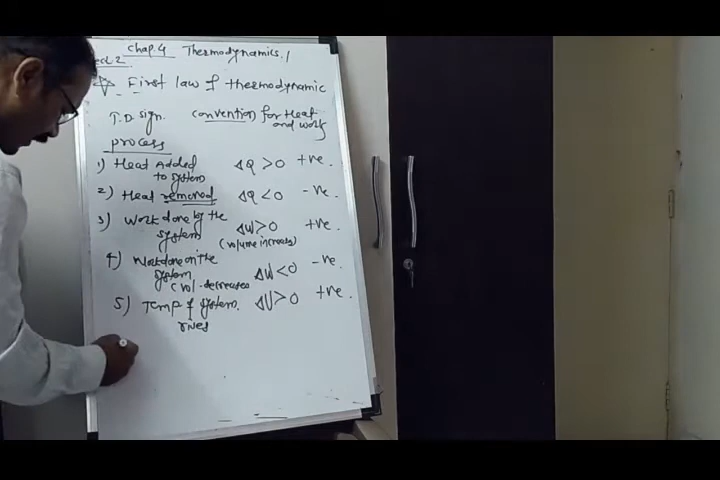 Chap. 4 Thermodynamics.
First law of thermodynamic
T.D. sign. convention for Heat
and work
process
1) Heat Added ΔQ > 0 +ve.
to system
2) Heat removed ΔQ < 0 -ve.
3) Work done by the ΔW > 0 +ve.
system (volume increases)
4) Work done on the ΔW < 0 -ve.
system.
(vol. decreases
5) Temp of system. ΔU > 0 +ve.
rises